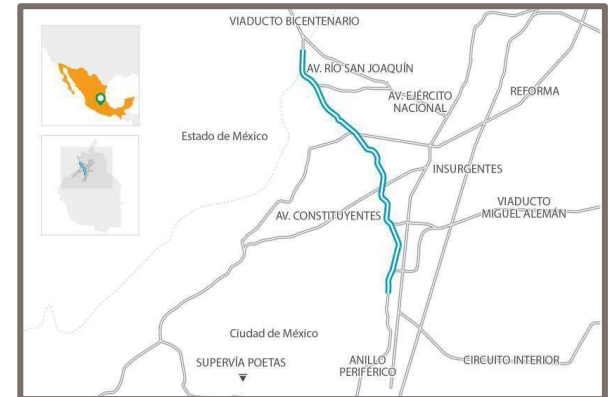 VIADUCTO BICENTENARIO
AV. RÍO SAN JOAQUÍN
AV. EJÉRCITO
NACIONAL
REFORMA
Estado de México
INSURGENTES
VIADUCTO
MIGUEL ALEMÁN
AV. CONSTITUYENTES
Ciudad de México
SUPERVÍA POETAS
ANILLO
PERIFÉRICO
CIRCUITO INTERIOR